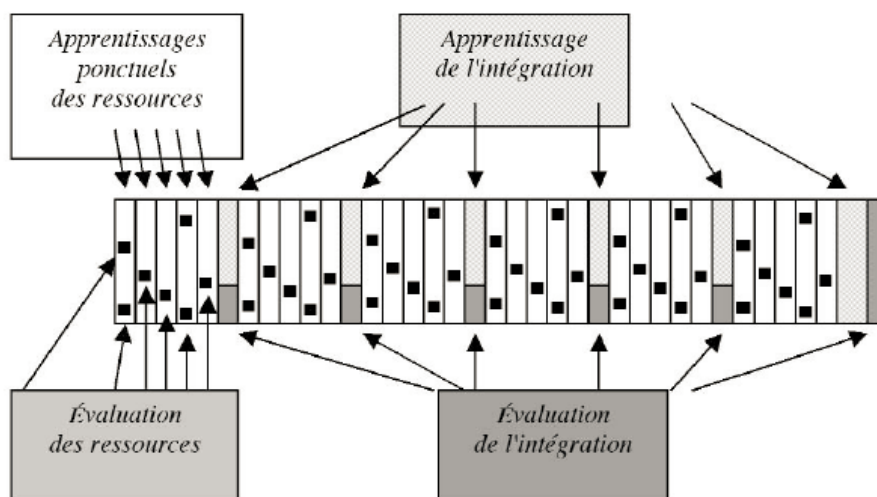 Apprentissages
ponctuels
des ressources
Apprentissage
de l'intégration
Évaluation
des ressources
Évaluation
de l'intégration